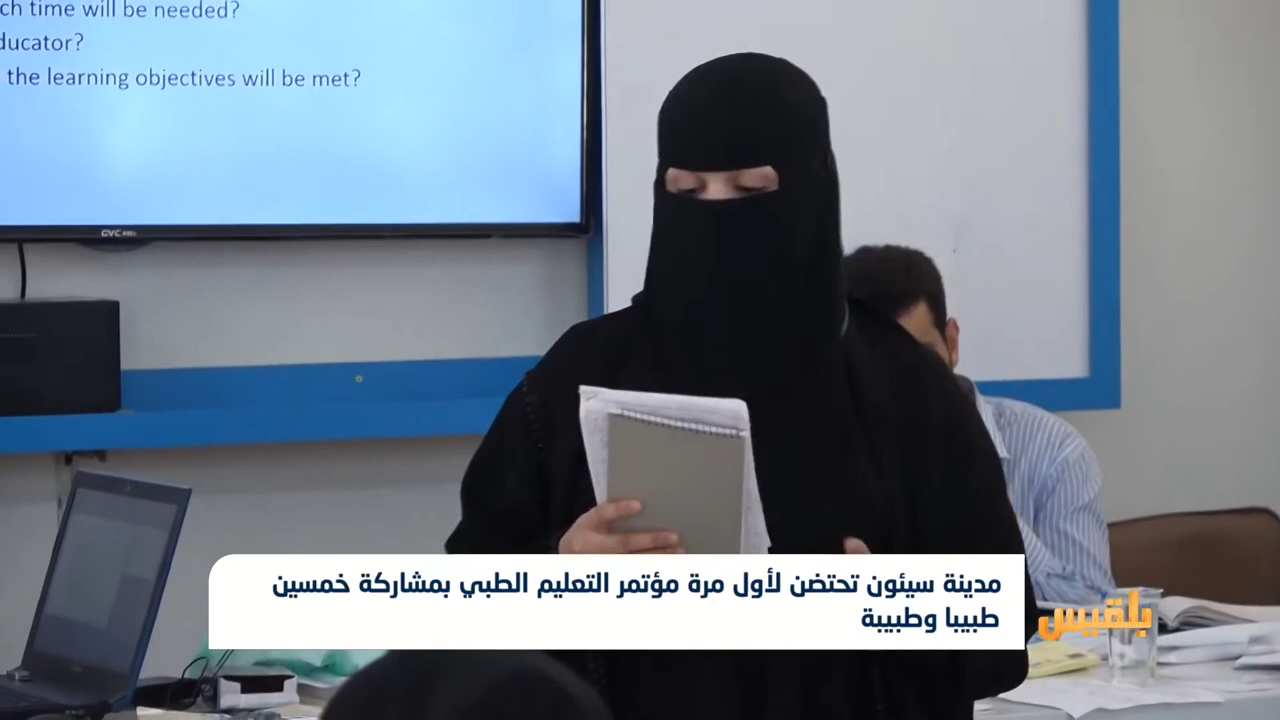 ch time will be needed?
ducator?
the learning objectives will be met?
GVC PRO
مدينة سيئون تحتضن لأول مرة مؤتمر التعليم الطبي بمشاركة خمسين
طبيبا وطبيبة
بلقيس